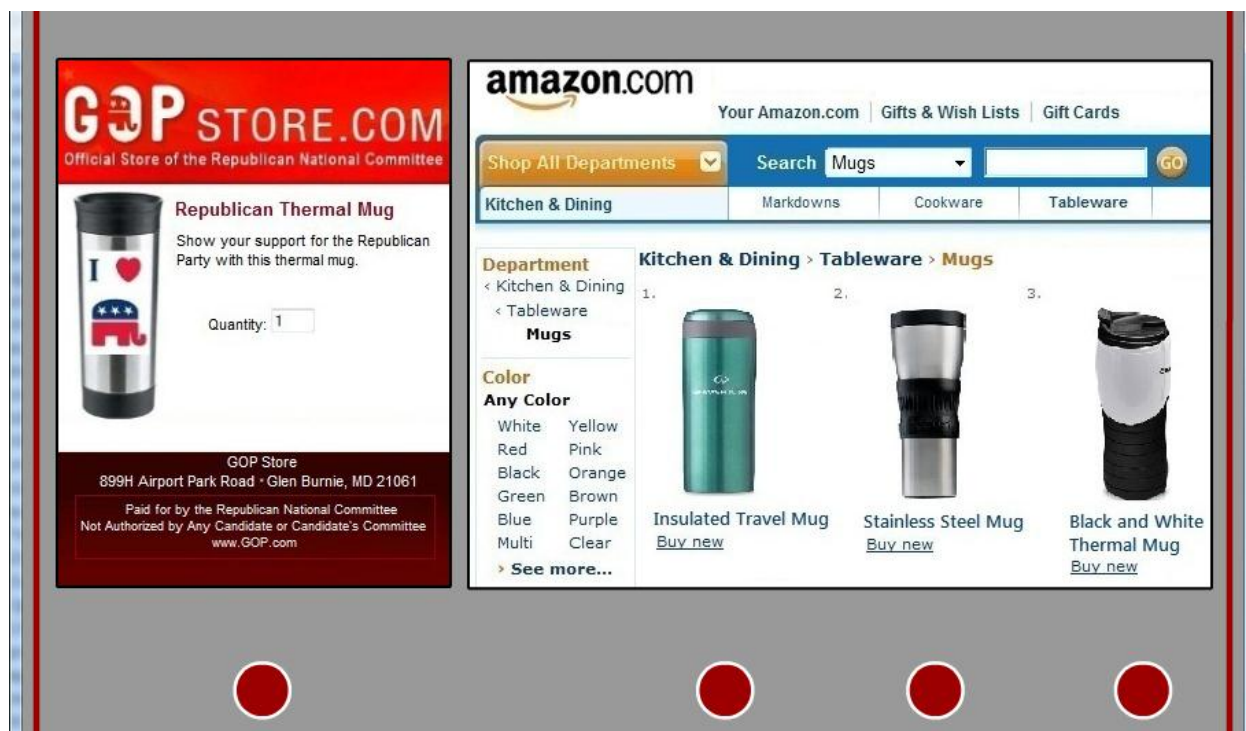 GOP STORE.COM
Official Store of the Republican National Committee
Republican Thermal Mug
Show your support for the Republican
Party with this thermal mug.
I
Quantity: 1
GOP Store
899H Airport Park Road • Glen Burnie, MD 21061
Paid for by the Republican National Committee
Not Authorized by Any Candidate or Candidate's Committee
www.GOP.com
amazon.com
Your Amazon.com | Gifts & Wish Lists | Gift Cards
Shop All Departments Search Mugs GO
Kitchen & Dining Markdowns Cookware Tableware
Department
‹ Kitchen & Dining
‹ Tableware
Mugs
Color
Any Color
White Yellow
Red Pink
Black Orange
Green Brown
Blue Purple
Multi Clear
› See more...
Kitchen & Dining › Tableware › Mugs
1. 2. 3.
Insulated Travel Mug
Buy new
Stainless Steel Mug
Buy new
Black and White
Thermal Mug
Buy new